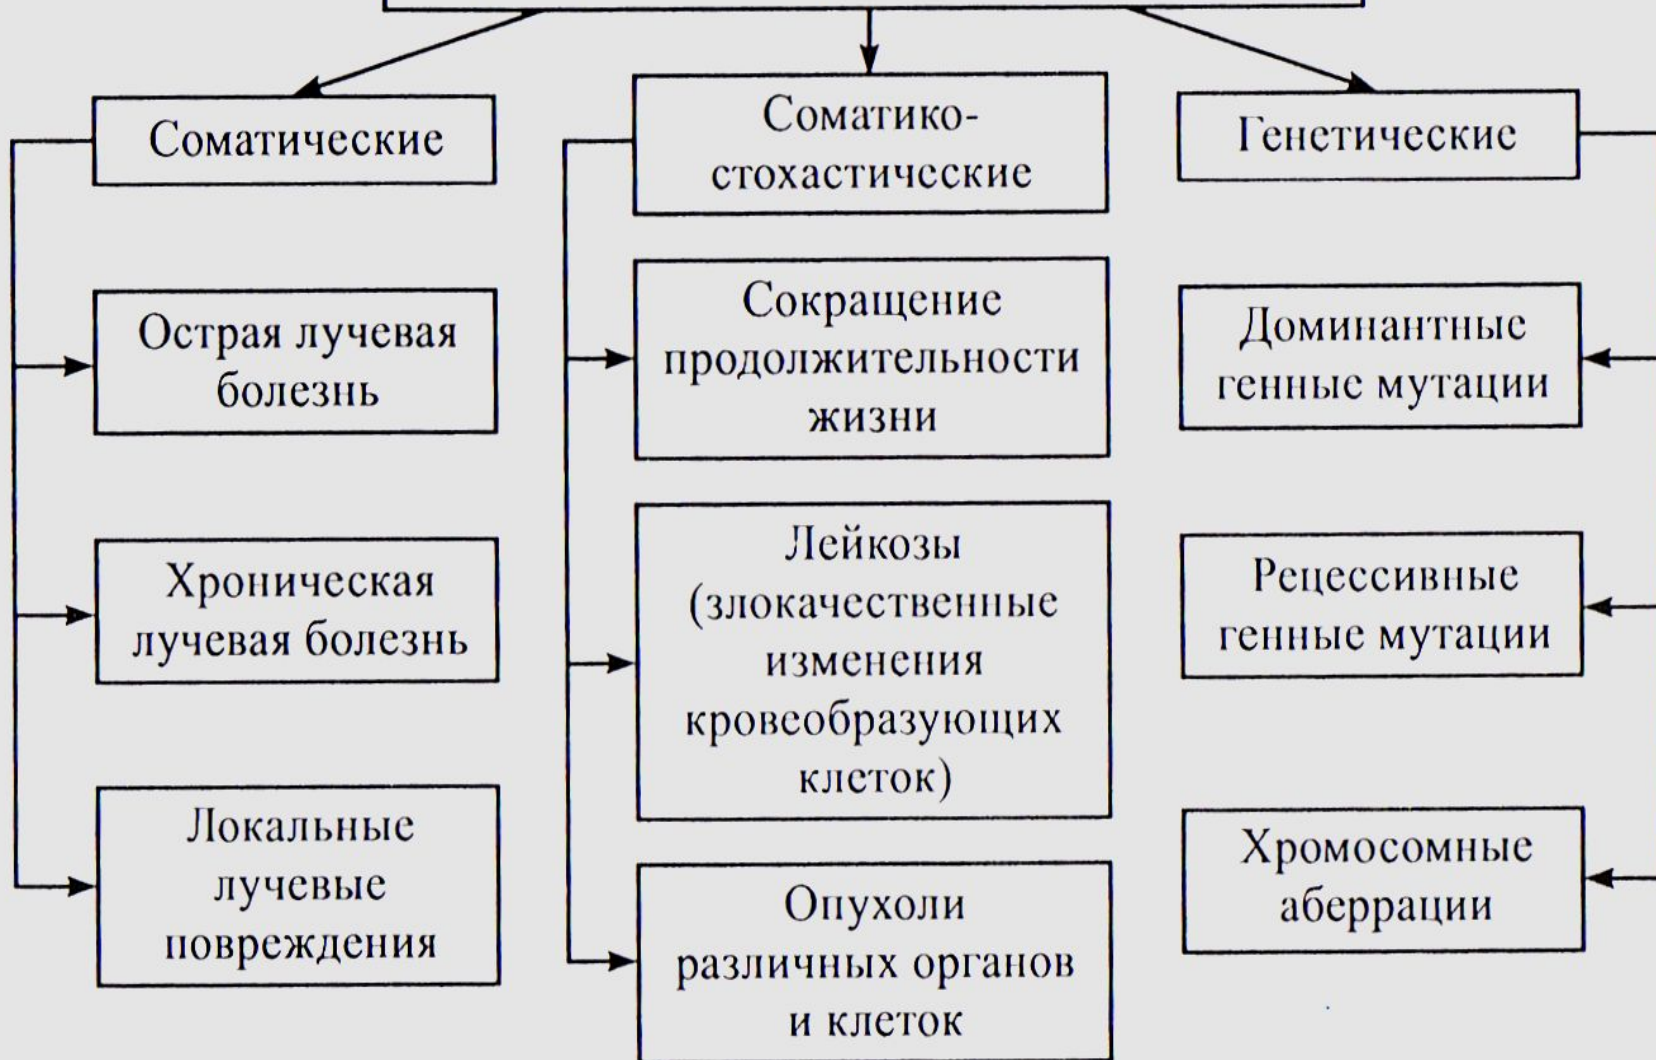 Соматические
Острая лучевая
болезнь
Хроническая
лучевая болезнь
Локальные
лучевые
повреждения
Соматико-
стохастические
Сокращение
продолжительности
жизни
Лейкозы
(злокачественные
изменения
кровеобразующих
клеток)
Опухоли
различных органов
и клеток
Генетические
Доминантные
генные мутации
Рецессивные
генные мутации
Хромосомные
аберрации